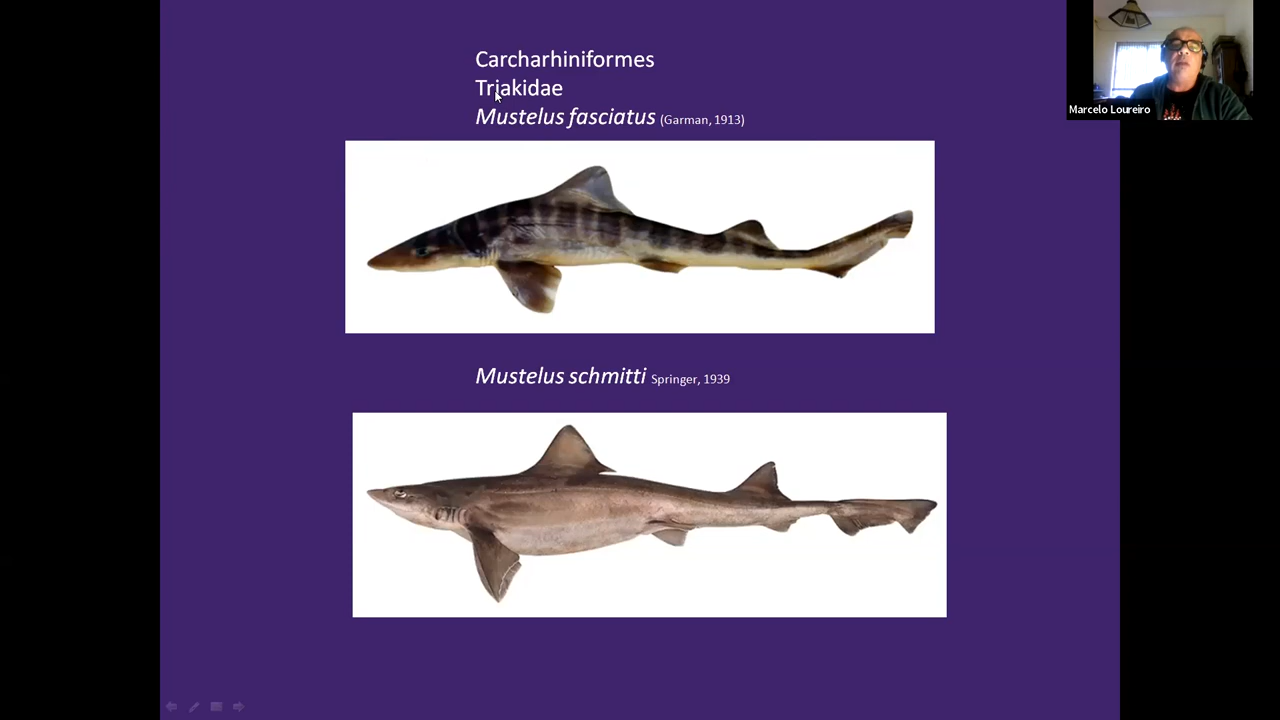 Carcharhiniformes
Triakidae
Mustelus fasciatus (Garman, 1913)
Mustelus schmitti Springer, 1939
Marcelo Loureiro